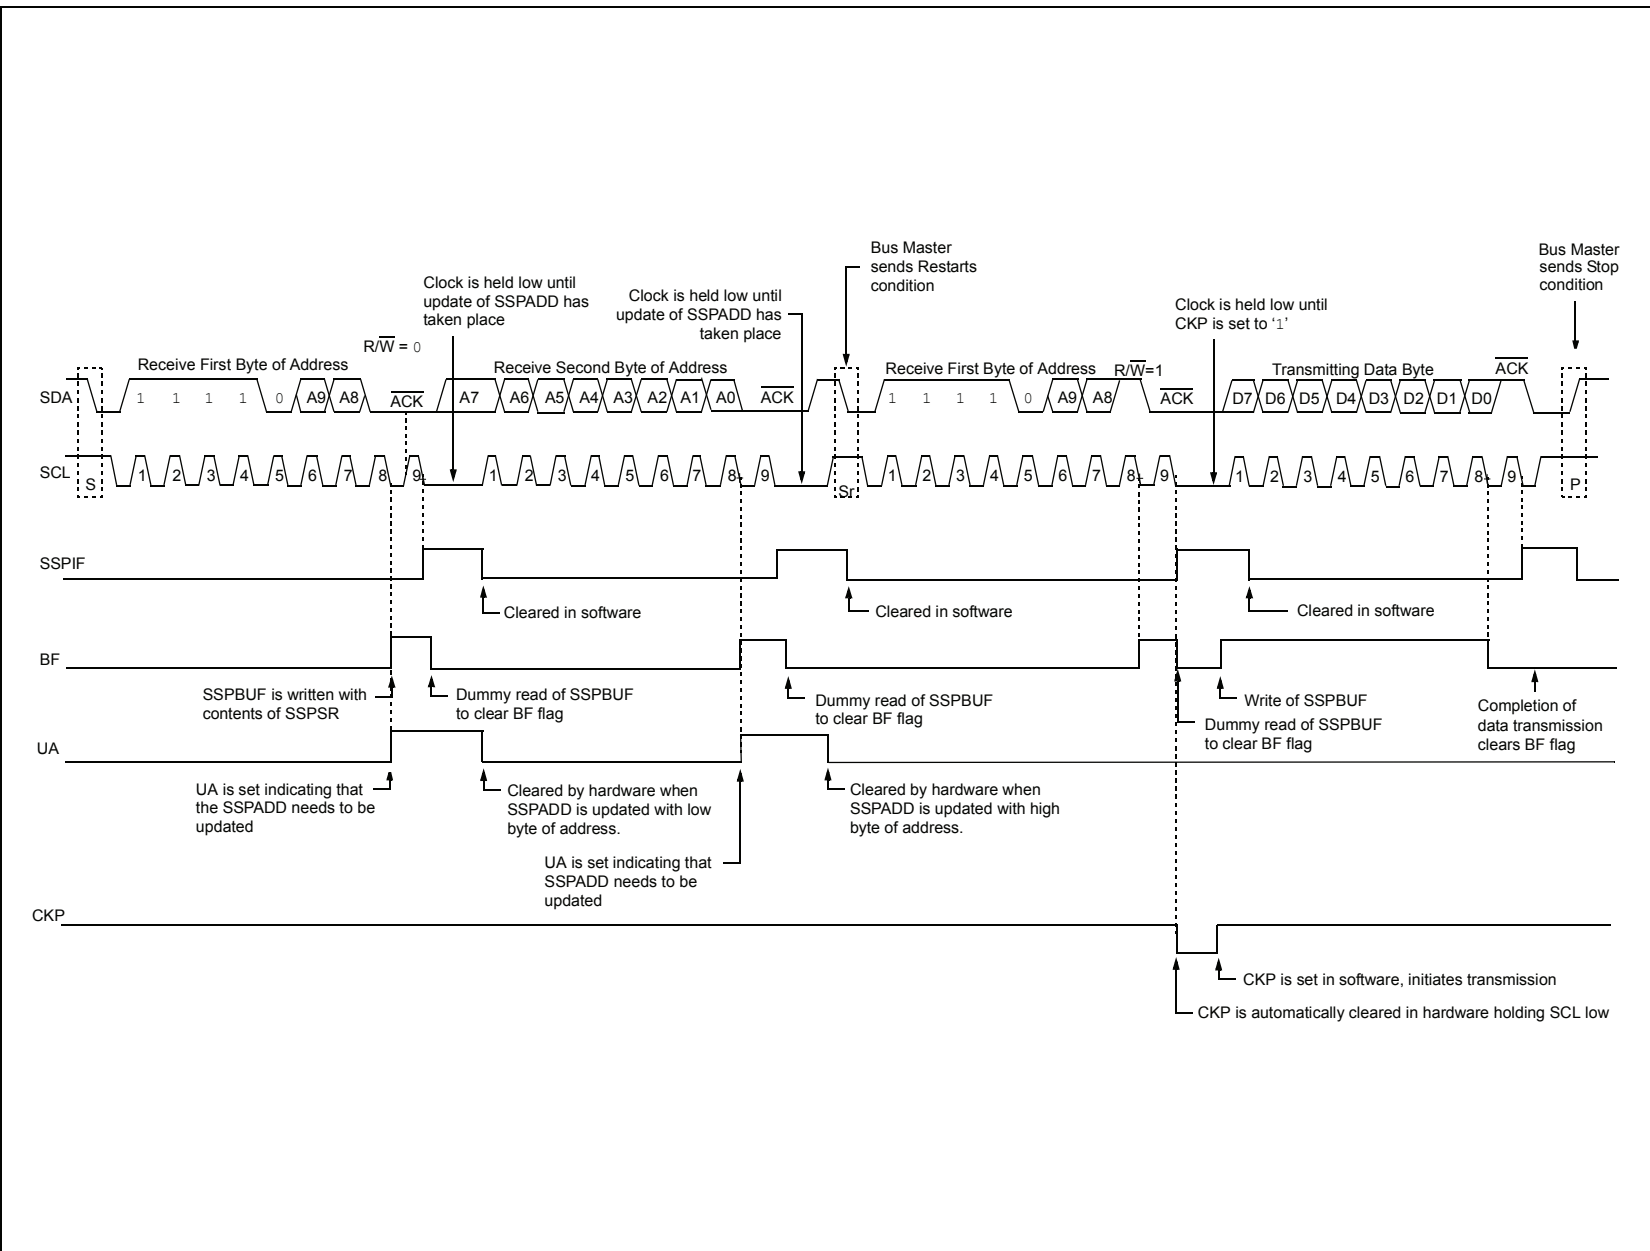 Bus Master
sends Restarts
condition
Bus Master
sends Stop
condition
Clock is held low until
update of SSPADD has
taken place
Clock is held low until
update of SSPADD has
taken place
Clock is held low until
CKP is set to ‘1’
R/W = 0
Receive First Byte of Address
Receive Second Byte of Address
Receive First Byte of Address
R/W=1
Transmitting Data Byte
ACK
SDA
1 1 1 1 0 A9 A8 ACK A7 A6 A5 A4 A3 A2 A1 A0 ACK 1 1 1 1 0 A9 A8 ACK D7 D6 D5 D4 D3 D2 D1 D0
SCL
S 1 2 3 4 5 6 7 8 9 1 2 3 4 5 6 7 8 9 Sr 1 2 3 4 5 6 7 8 9 1 2 3 4 5 6 7 8 9 P
SSPIF
Cleared in software
Cleared in software
Cleared in software
BF
SSPBUF is written with
contents of SSPSR
Dummy read of SSPBUF
to clear BF flag
Dummy read of SSPBUF
to clear BF flag
Write of SSPBUF
Dummy read of SSPBUF
to clear BF flag
Completion of
data transmission
clears BF flag
UA
UA is set indicating that
the SSPADD needs to be
updated
Cleared by hardware when
SSPADD is updated with low
byte of address.
Cleared by hardware when
SSPADD is updated with high
byte of address.
UA is set indicating that
SSPADD needs to be
updated
CKP
CKP is set in software, initiates transmission
CKP is automatically cleared in hardware holding SCL low